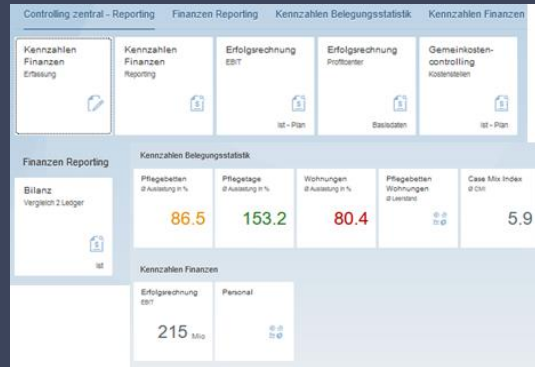 Controlling zentral - Reporting Finanzen Reporting Kennzahlen Belegungsstatistik Kennzahlen Finanzen
Kennzahlen
Finanzen
Erfassung
Kennzahlen
Finanzen
Reporting
Erfolgsrechnung
EBIT
Ist - Plan
Erfolgsrechnung
Profitcenter
Basisdaten
Gemeinkosten-
controlling
Kostenstellen
Ist - Plan
Finanzen Reporting
Bilanz
Vergleich 2 Ledger
Ist
Kennzahlen Belegungsstatistik
Pflegebetten
Ø Auslastung in %
86.5
Pflegetage
Ø Auslastung in %
153.2
Wohnungen
Ø Auslastung in %
80.4
Pflegebetten
Wohnungen
Ø Leerstand
Case Mix Index
Ø CMI
5.9
Kennzahlen Finanzen
Erfolgsrechnung
EBIT
215 Mio
Personal